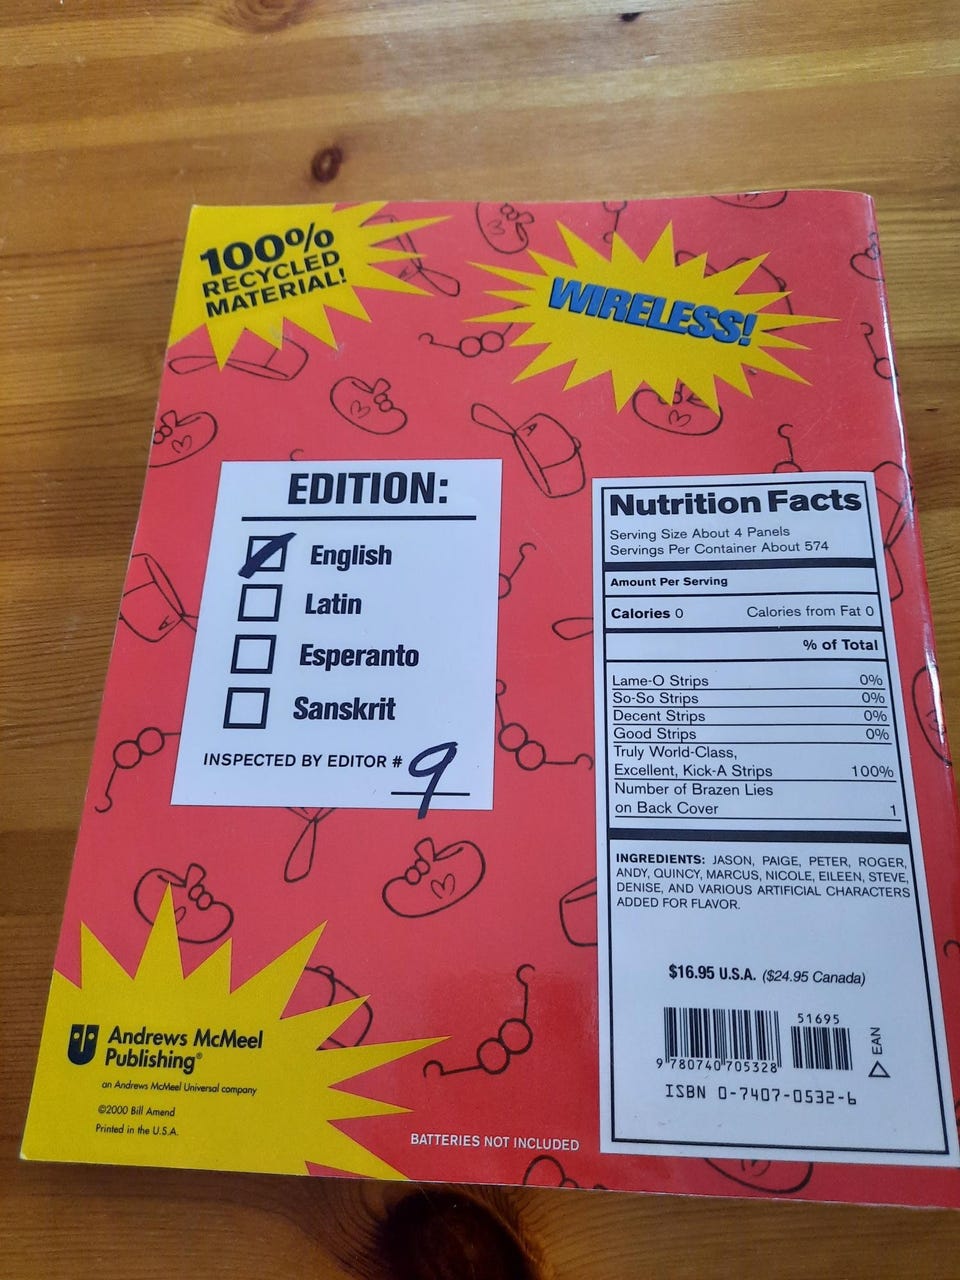 100%
RECYCLED
MATERIAL!
WIRELESS!
EDITION:
English
Latin
Esperanto
Sanskrit
INSPECTED BY EDITOR # 9
Nutrition Facts
Serving Size About 4 Panels
Servings Per Container About 574
Amount Per Serving
Calories 0 Calories from Fat 0
% of Total
Lame-O Strips 0%
So-So Strips 0%
Decent Strips 0%
Good Strips 0%
Truly World-Class,
Excellent, Kick-A Strips 100%
Number of Brazen Lies
on Back Cover 1
INGREDIENTS: JASON, PAIGE, PETER, ROGER,
ANDY, QUINCY, MARCUS, NICOLE, EILEEN, STEVE,
DENISE, AND VARIOUS ARTIFICIAL CHARACTERS
ADDED FOR FLAVOR.
$16.95 U.S.A. ($24.95 Canada)
51695
9 780740 705328
EAN
ISBN 0-7407-0532-6
Andrews McMeel
Publishing®
an Andrews McMeel Universal company
©2000 Bill Amend
Printed in the U.S.A.
BATTERIES NOT INCLUDED